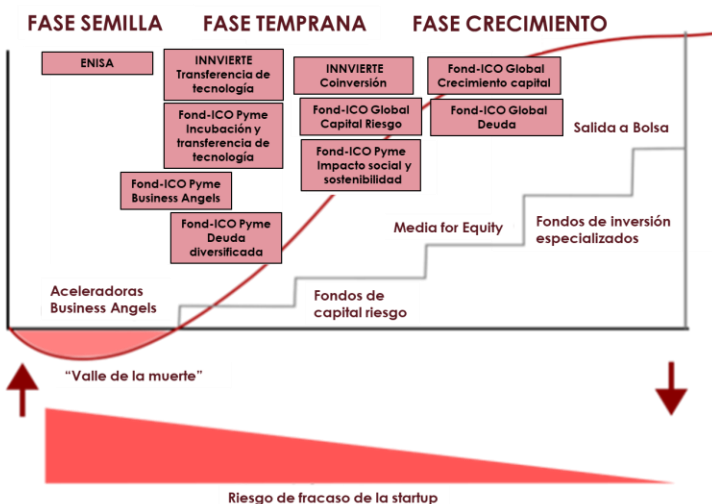 FASE SEMILLA
FASE TEMPRANA
FASE CRECIMIENTO
ENISA
INNVIERTE
Transferencia de
tecnología
INNVIERTE
Coinversión
Fond-ICO Global
Crecimiento capital
Fond-ICO Pyme
Incubación y
transferencia de
tecnología
Fond-ICO Global
Capital Riesgo
Fond-ICO Global
Deuda
Salida a Bolsa
Fond-ICO Pyme
Impacto social y
sostenibilidad
Fond-ICO Pyme
Business Angels
Fond-ICO Pyme
Deuda
diversificada
Media for Equity
Fondos de inversión
especializados
Aceleradoras
Business Angels
Fondos de
capital riesgo
“Valle de la muerte”
Riesgo de fracaso de la startup